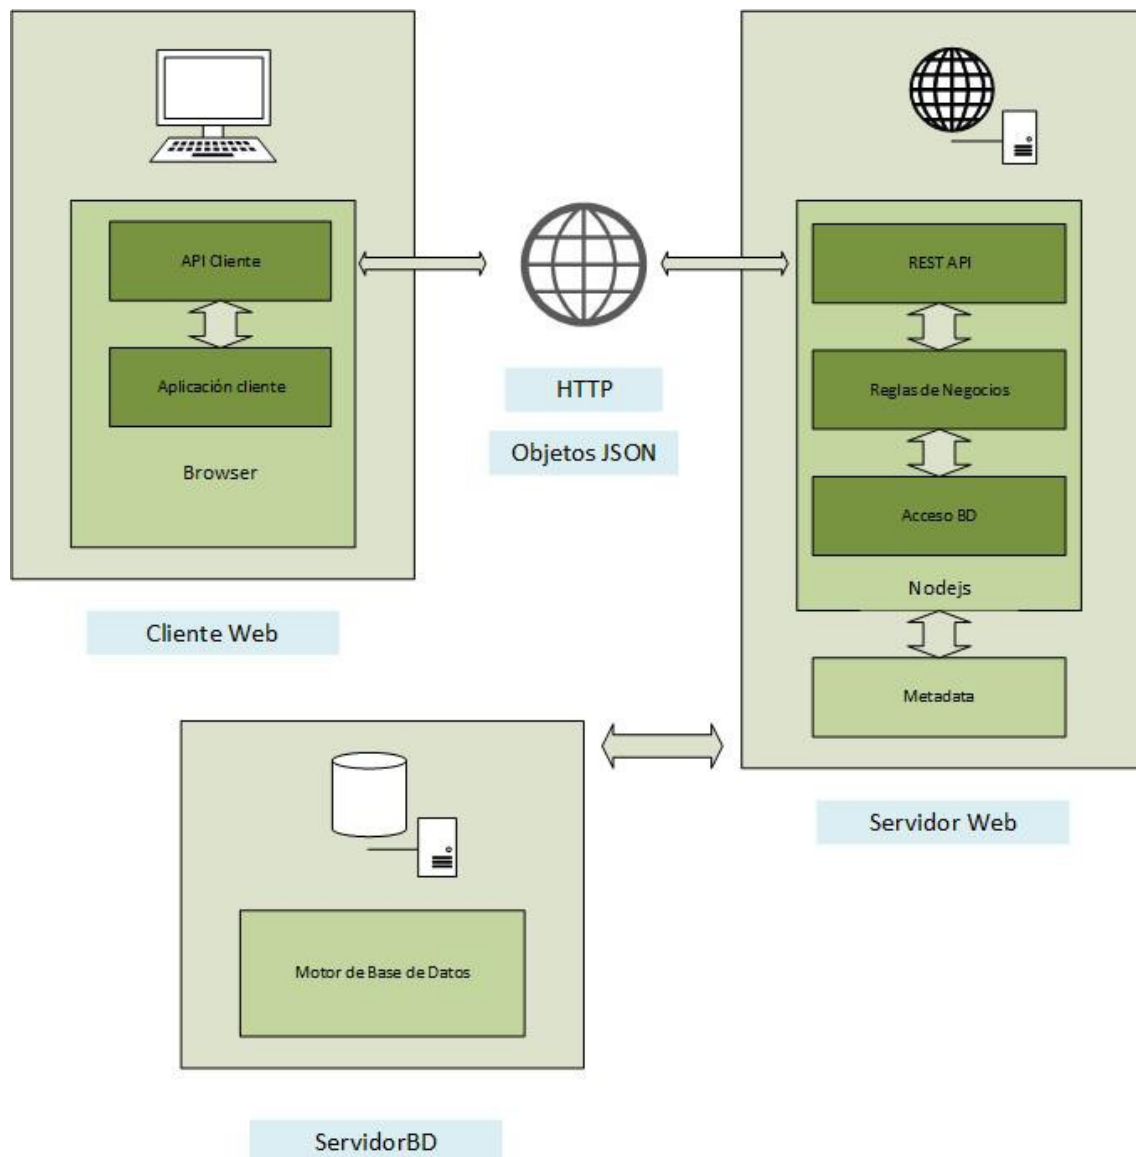 API Cliente
Aplicación cliente
Browser
Cliente Web
HTTP
Objetos JSON
REST API
Reglas de Negocios
Acceso BD
Nodejs
Metadata
Servidor Web
Motor de Base de Datos
ServidorBD